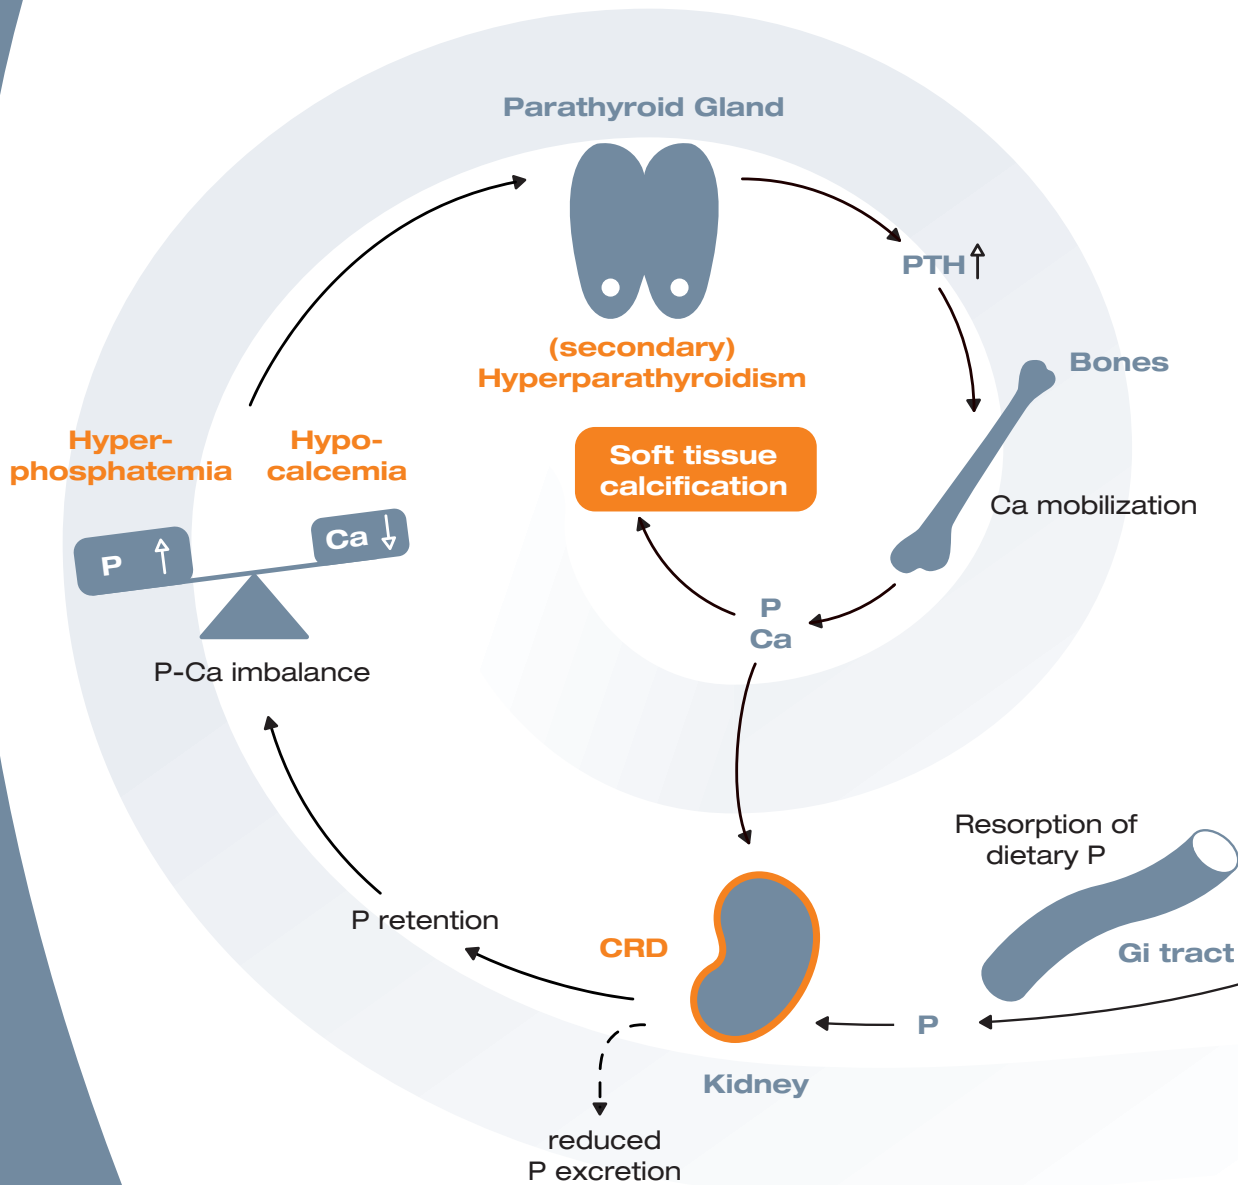 Parathyroid Gland
PTH
(secondary)
Hyperparathyroidism
Bones
Hyper-
phosphatemia
Hypo-
calcemia
Soft tissue
calcification
Ca mobilization
P
Ca
P
Ca
P-Ca imbalance
Resorption of
dietary P
P retention
CRD
Gi tract
P
Kidney
reduced
P excretion